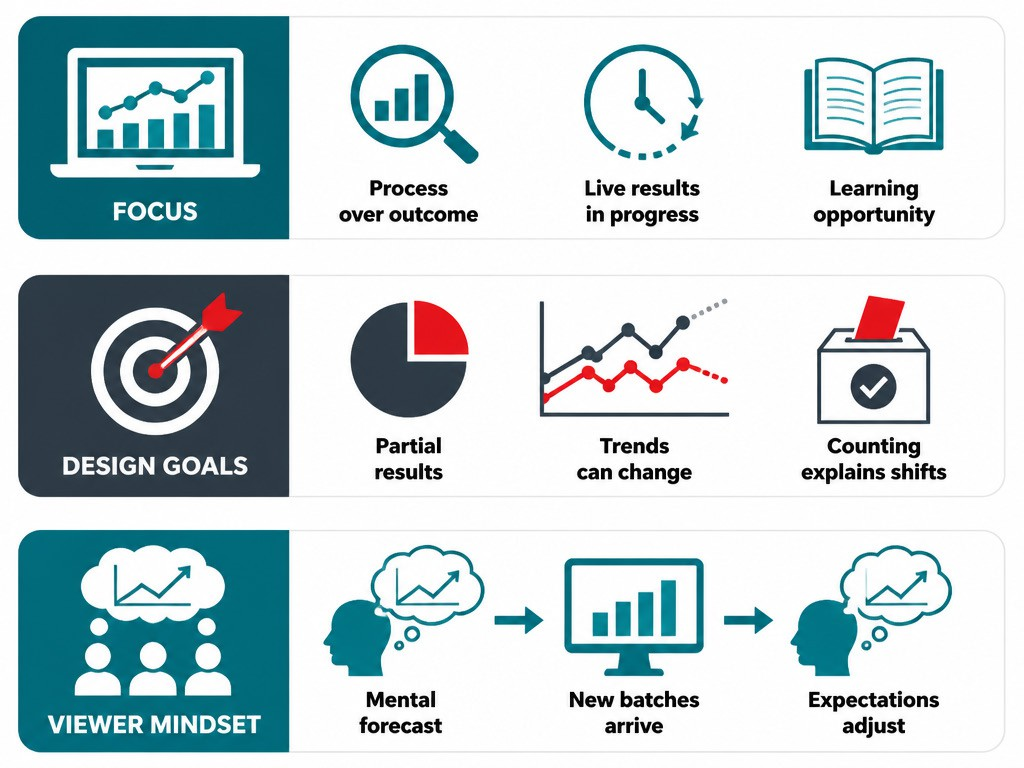 FOCUS
Process
over outcome
Live results
in progress
Learning
opportunity
DESIGN GOALS
Partial
results
Trends
can change
Counting
explains shifts
VIEWER MINDSET
Mental
forecast
New batches
arrive
Expectations
adjust